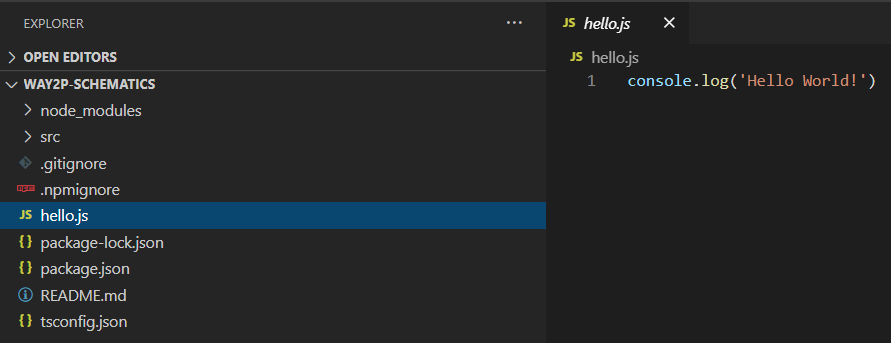 EXPLORER
OPEN EDITORS
WAY2P-SCHEMATICS
node_modules
src
.gitignore
npm .npmignore
JS hello.js
{} package-lock.json
{} package.json
README.md
{} tsconfig.json
JS hello.js
JS hello.js
1 console.log('Hello World!')